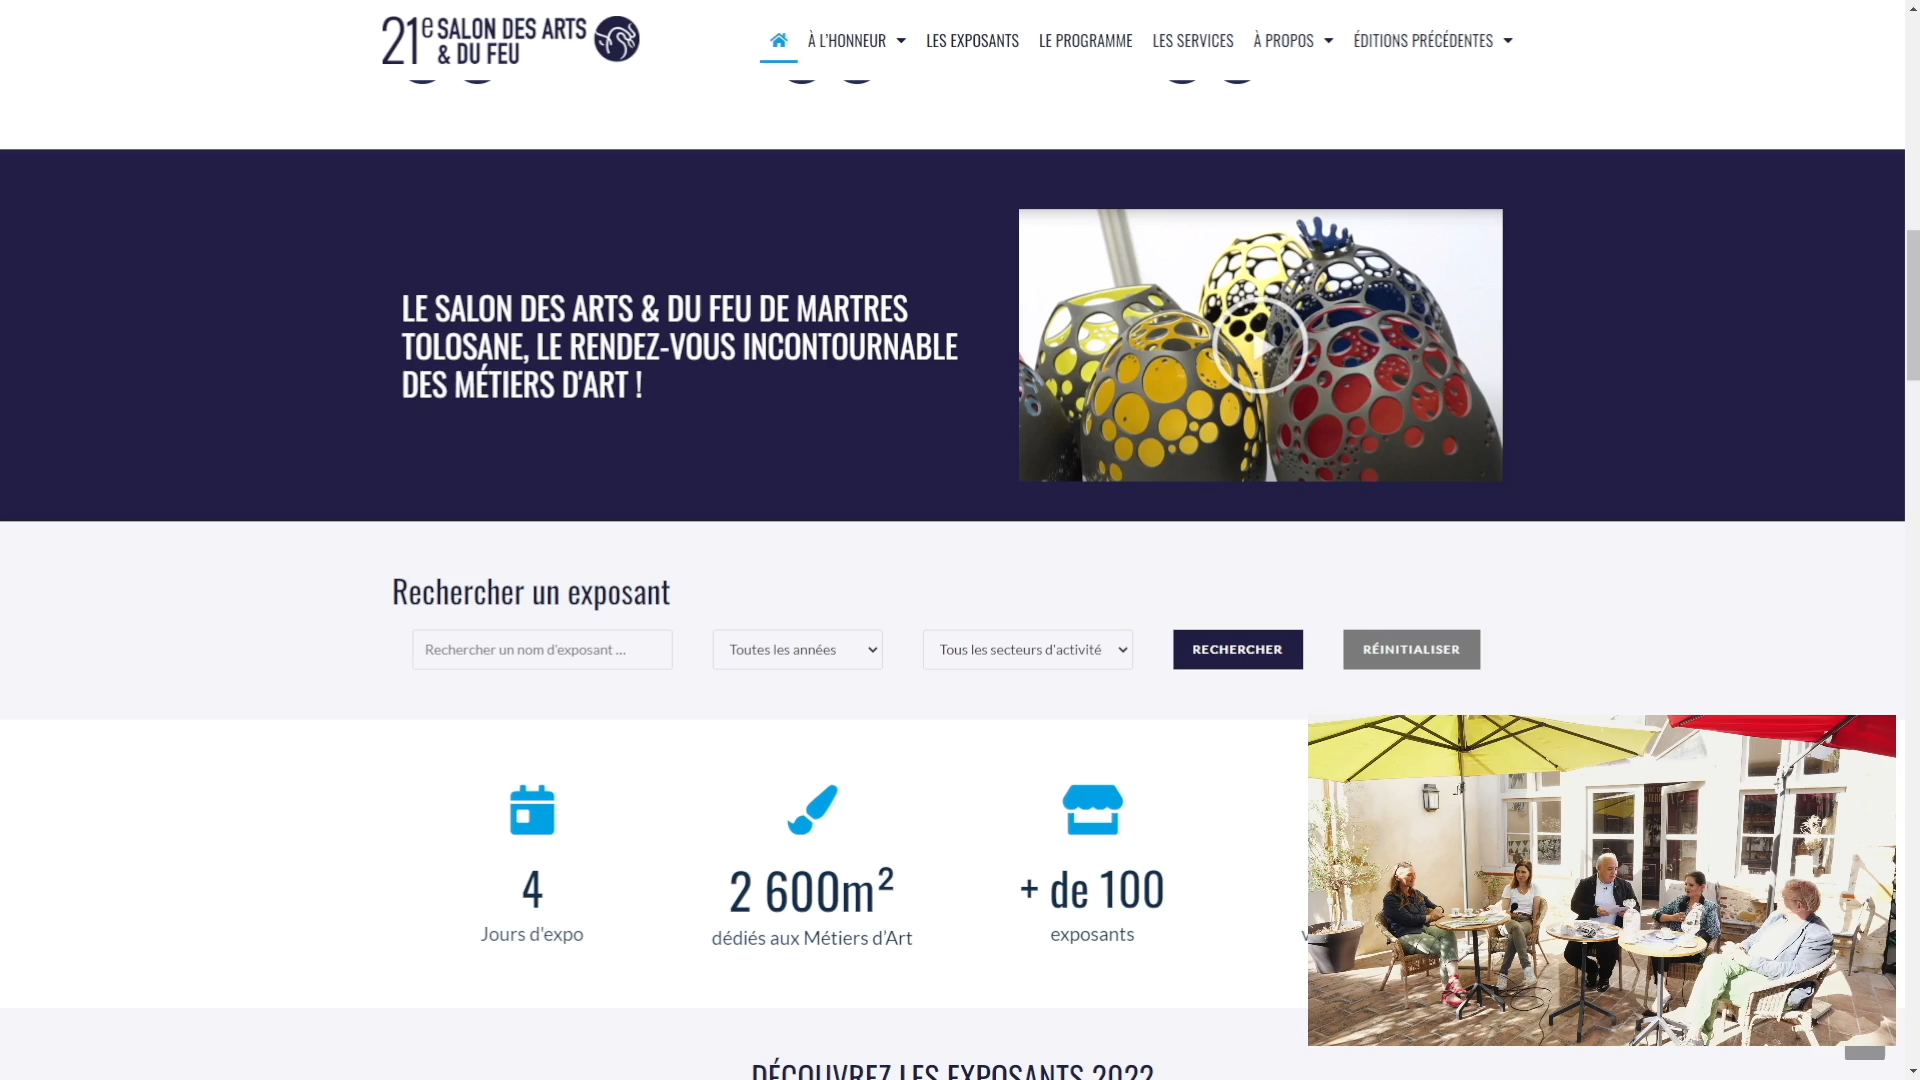 21e SALON DES ARTS
& DU FEU
À L'HONNEUR
LES EXPOSANTS
LE PROGRAMME
LES SERVICES
À PROPOS
ÉDITIONS PRÉCÉDENTES
LE SALON DES ARTS & DU FEU DE MARTRES
TOLOSANE, LE RENDEZ-VOUS INCONTOURNABLE
DES MÉTIERS D'ART !
Rechercher un exposant
Rechercher un nom d'exposant ...
Toutes les années
Tous les secteurs d'activité
RECHERCHER
RÉINITIALISER
4
Jours d'expo
2 600m²
dédiés aux Métiers d'Art
+ de 100
exposants
DÉCOUVREZ LES EXPOSANTS 2022